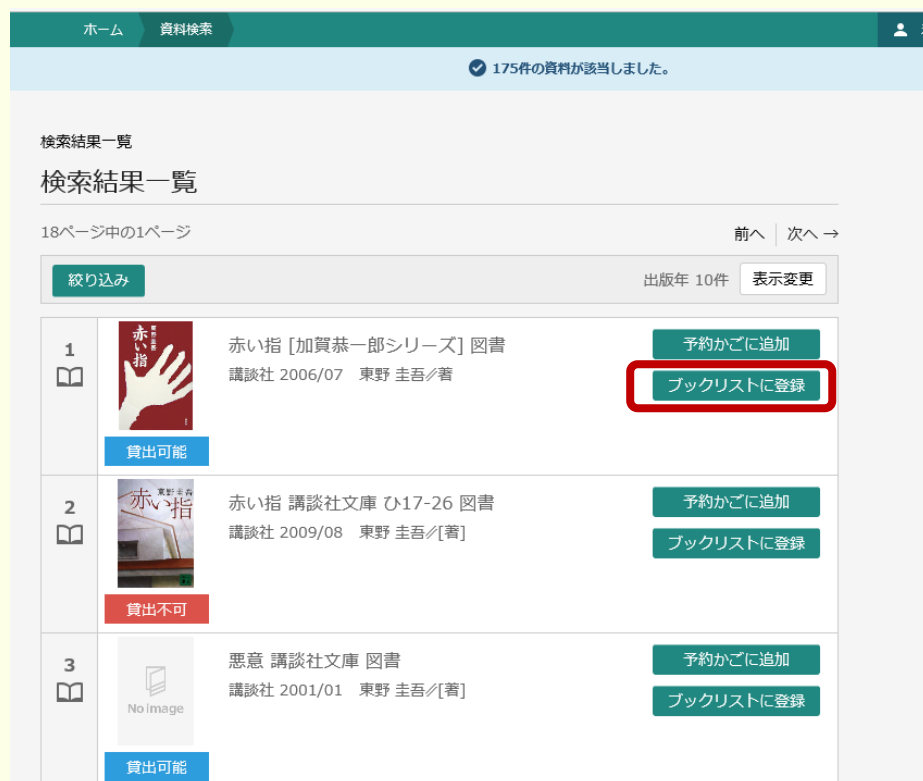 ホーム 資料検索
175件の資料が該当しました。
検索結果一覧
検索結果一覧
18ページ中の1ページ
前へ 次へ →
絞り込み
出版年 10件 表示変更
1
赤い指
東野圭吾
赤い指 [加賀恭一郎シリーズ] 図書
講談社 2006/07 東野 圭吾∥著
予約かごに追加
ブックリストに登録
貸出可能
2
赤い指
東野圭吾
赤い指 講談社文庫 ひ17-26 図書
講談社 2009/08 東野 圭吾∥[著]
予約かごに追加
ブックリストに登録
貸出不可
3
No image
悪意 講談社文庫 図書
講談社 2001/01 東野 圭吾∥[著]
予約かごに追加
ブックリストに登録
貸出可能